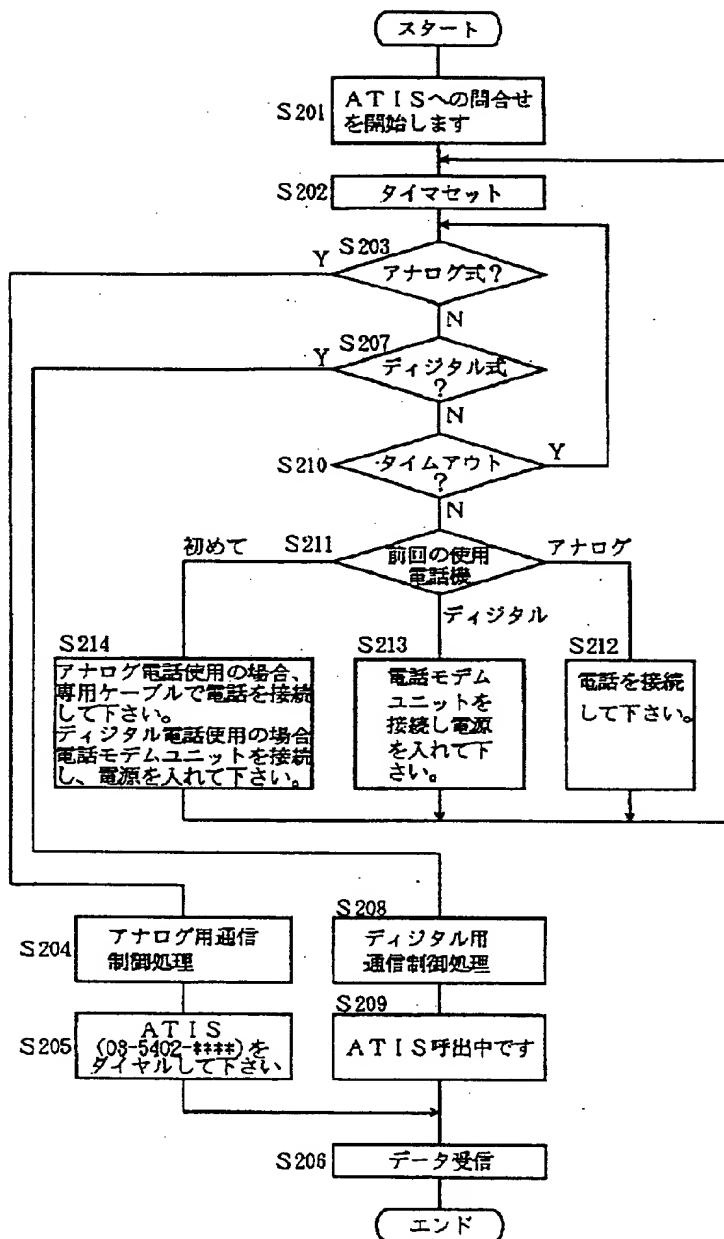 スタート
S201
ATISへの問合せ
を開始します
S202
タイマセット
S203
Y
アナログ式?
N
S207
Y
ディジタル式
?
N
S210
タイムアウト
?
Y
N
初めて
S211
前回の使用
電話機
アナログ
ディジタル
S214
アナログ電話使用の場合、
専用ケーブルで電話を接続
して下さい。
ディジタル電話使用の場合
電話モデムユニットを接続
し、電源を入れて下さい。
S213
電話モデム
ユニットを
接続し電源
を入れて下
さい。
S212
電話を接続
して下さい。
S204
アナログ用通信
制御処理
S208
ディジタル用
通信制御処理
S205
ATIS
(03-5402-****)を
ダイヤルして下さい
S209
ATIS呼出中です
S206
データ受信
エンド